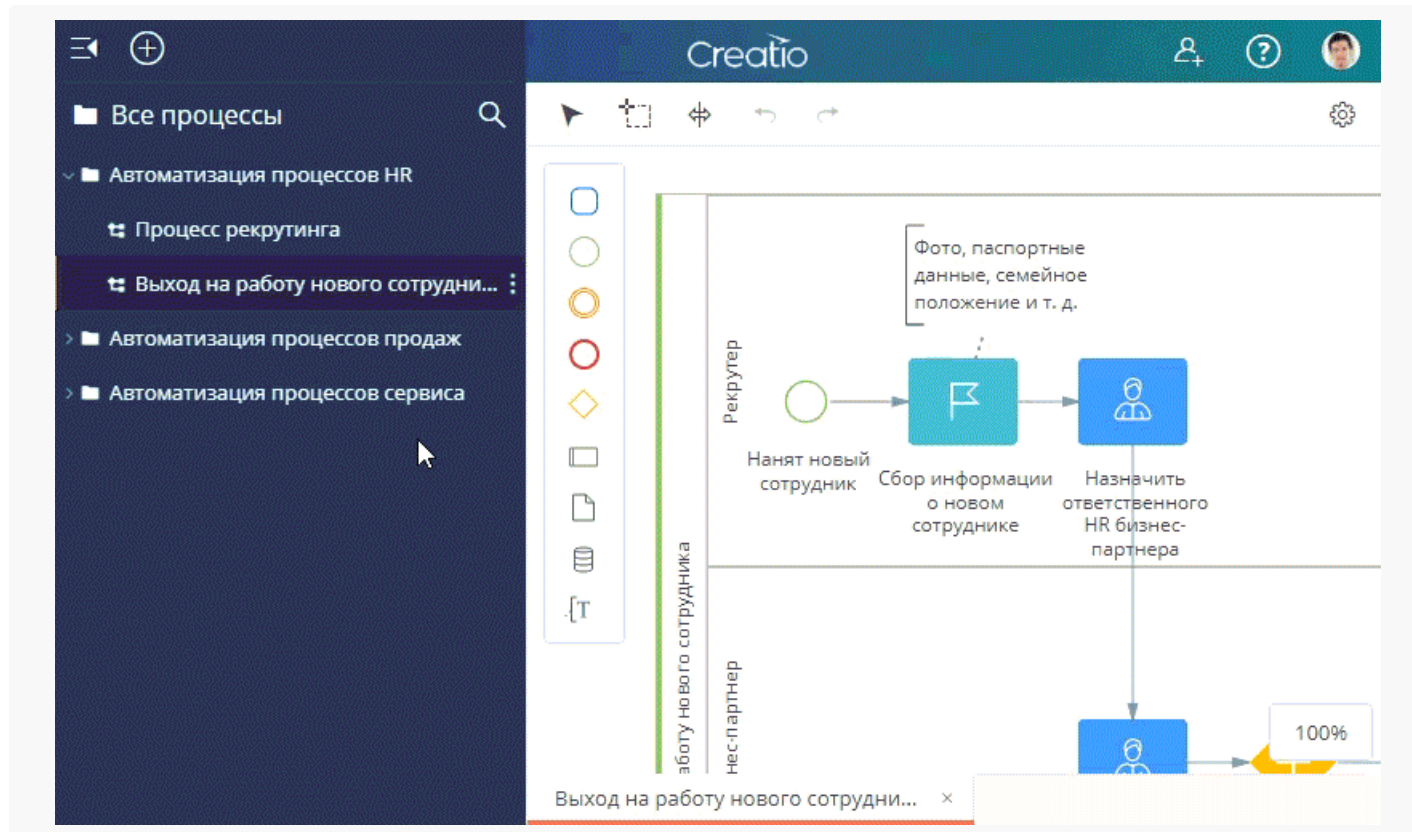 Creatio
Все процессы
Автоматизация процессов HR
Процесс рекрутинга
Выход на работу нового сотрудни...
Автоматизация процессов продаж
Автоматизация процессов сервиса
T
Фото, паспортные
данные, семейное
положение и т. д.
Рекрутер
Нанят новый
сотрудник
Сбор информации
о новом
сотруднике
Назначить
ответственного
HR бизнес-
партнера
аботу нового сотрудника
нес-партнер
100%
Выход на работу нового сотрудни...